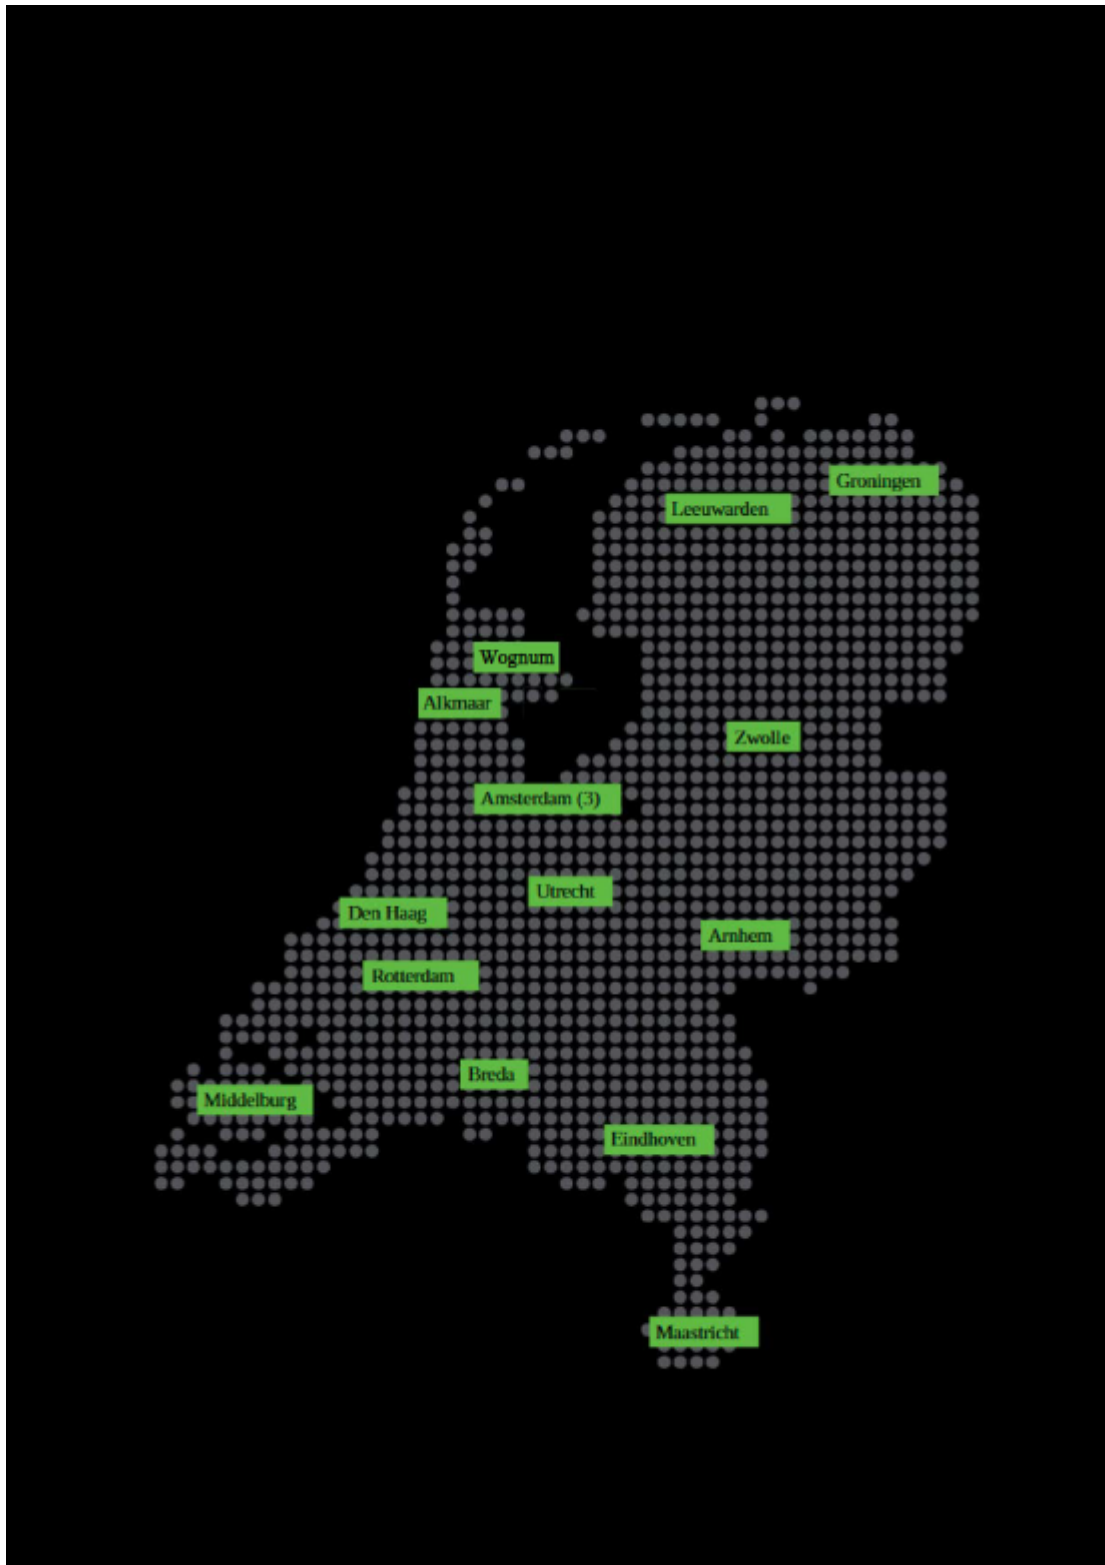 Groningen
Leeuwarden
Wognum
Alkmaar
Zwolle
Amsterdam (3)
Utrecht
Den Haag
Arnhem
Rotterdam
Breda
Middelburg
Eindhoven
Maastricht